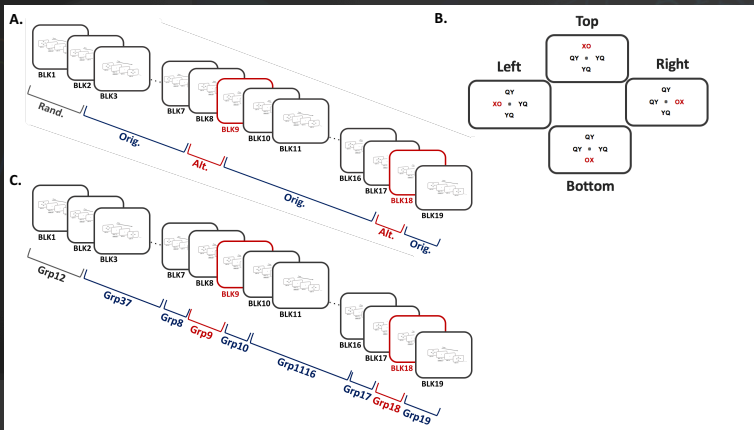 A.
BLK1
BLK2
BLK3
BLK7
BLK8
BLK9
BLK10
BLK11
BLK16
BLK17
BLK18
BLK19
Rand.
Orig.
Alt.
Orig.
Alt.
Orig.
B.
Top
XO
QY YQ
YQ
Left
QY
XO YQ
YQ
Right
QY
QY OX
YQ
QY
QY YQ
OX
Bottom
C.
BLK1
BLK2
BLK3
BLK7
BLK8
BLK9
BLK10
BLK11
BLK16
BLK17
BLK18
BLK19
Grp12
Grp37
Grp8
Grp9
Grp10
Grp1116
Grp17
Grp18
Grp19